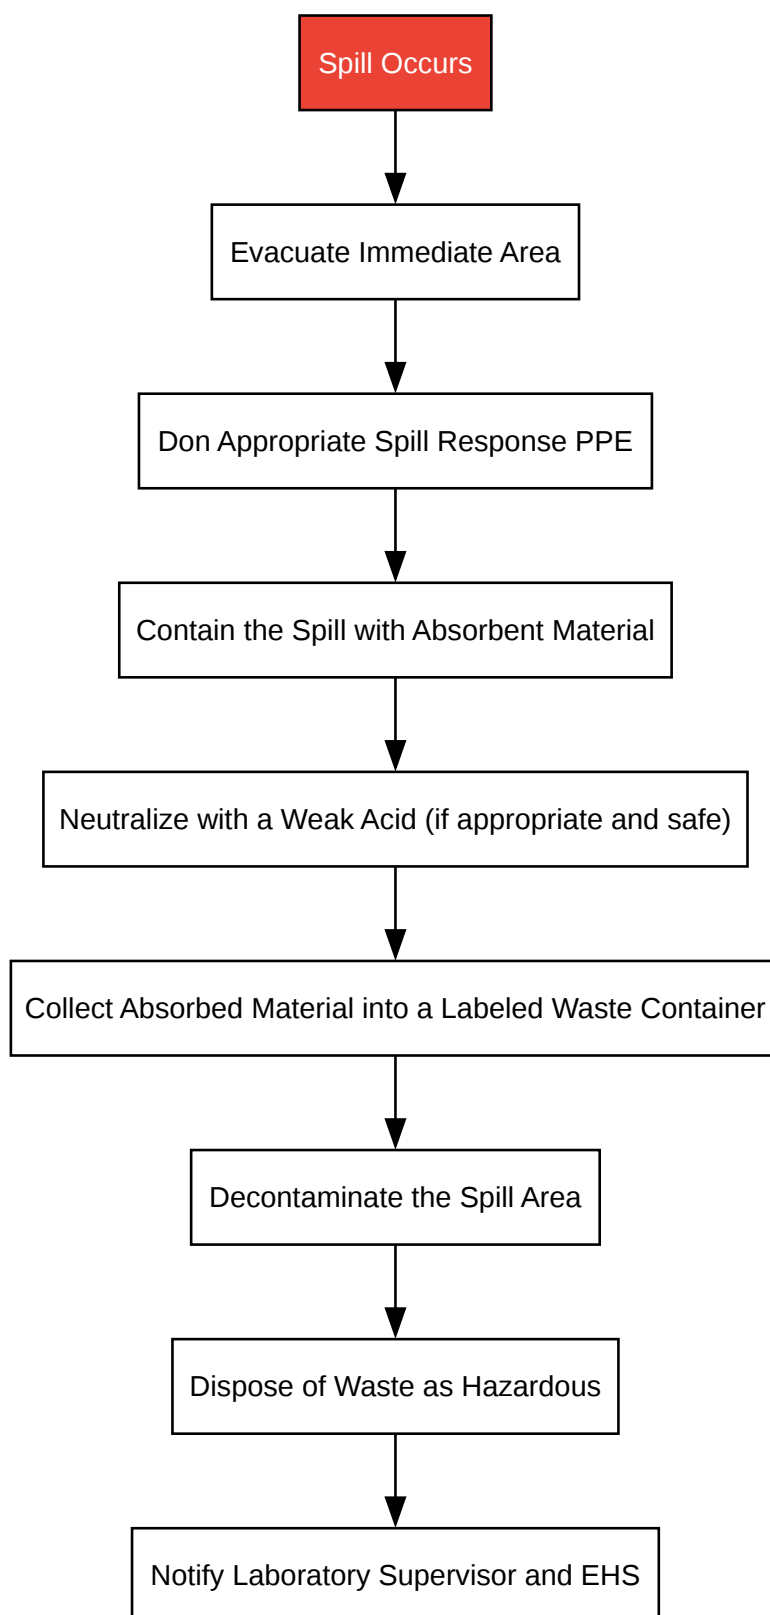 Spill Occurs
Evacuate Immediate Area
Don Appropriate Spill Response PPE
Contain the Spill with Absorbent Material
Neutralize with a Weak Acid (if appropriate and safe)
Collect Absorbed Material into a Labeled Waste Container
Decontaminate the Spill Area
Dispose of Waste as Hazardous
Notify Laboratory Supervisor and EHS